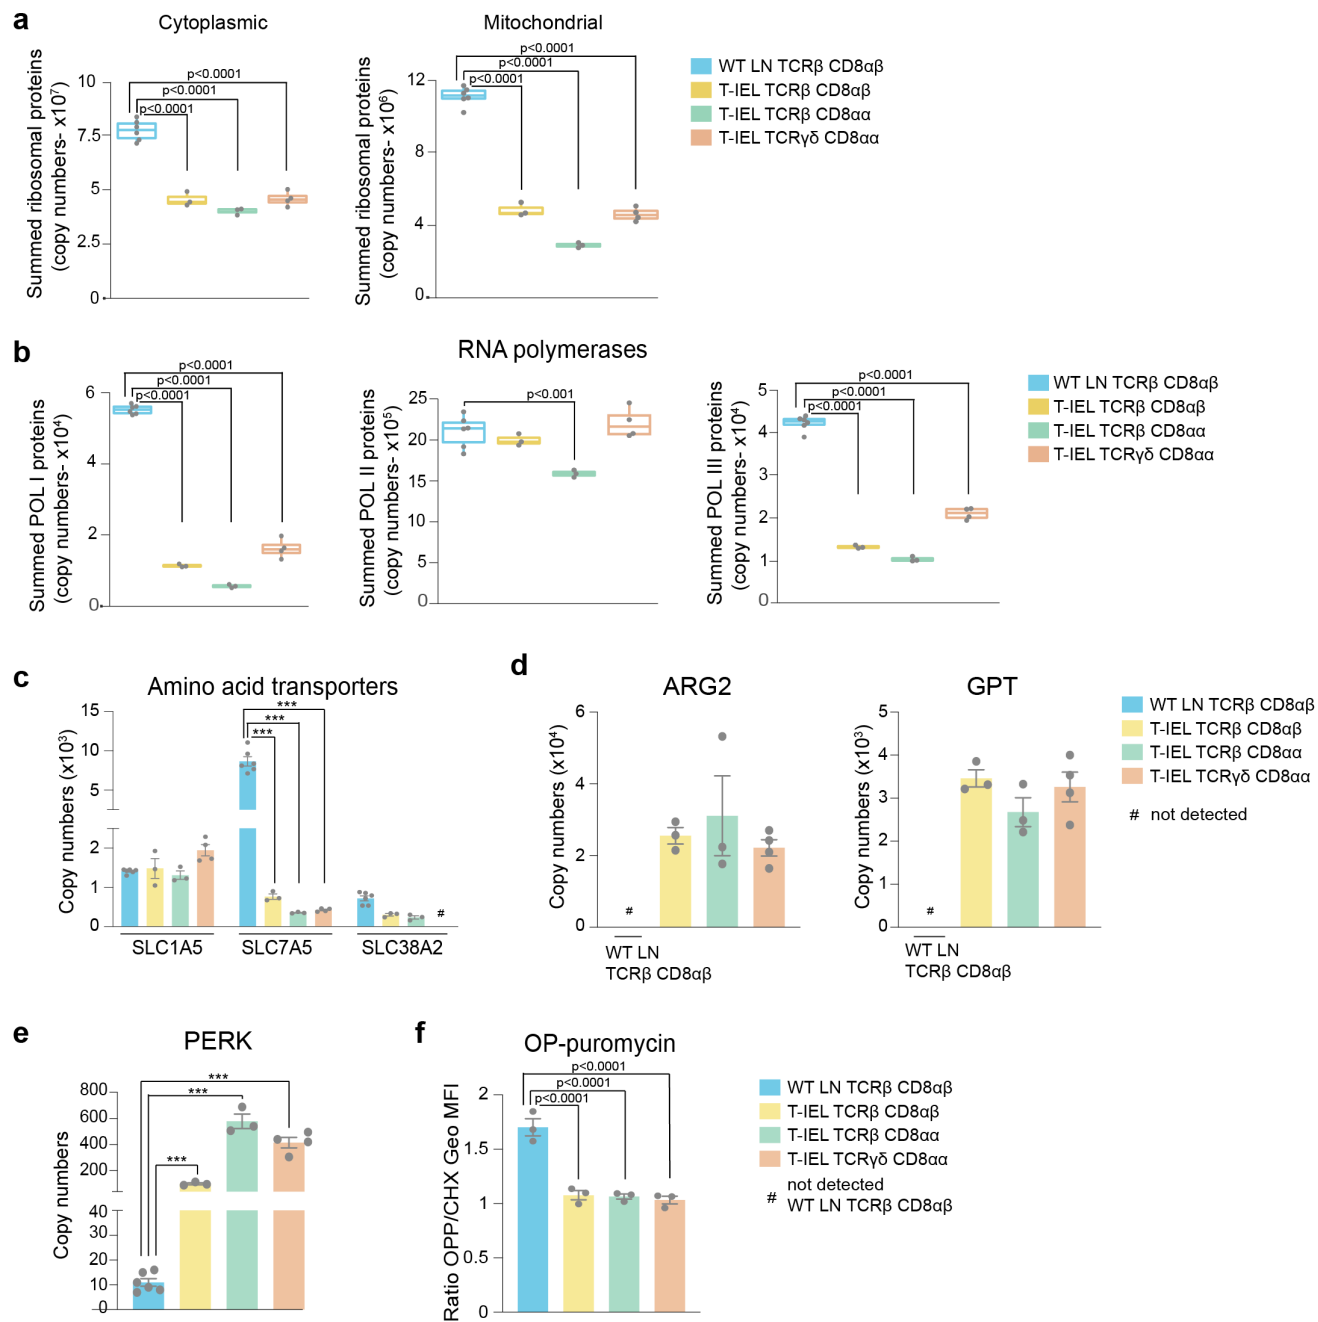 a
Cytoplasmic
Summed ribosomal proteins
(copy numbers- x10⁷)
10
7.5
5
2.5
0
p<0.0001
p<0.0001
p<0.0001
Mitochondrial
Summed ribosomal proteins
(copy numbers- x10⁶)
12
8
4
0
p<0.0001
p<0.0001
p<0.0001
WT LN TCRβ CD8αβ
T-IEL TCRβ CD8αβ
T-IEL TCRβ CD8αα
T-IEL TCRγδ CD8αα
b
RNA polymerases
Summed POL I proteins
(copy numbers- x10⁴)
6
4
2
0
p<0.0001
p<0.0001
p<0.0001
Summed POL II proteins
(copy numbers- x10⁵)
25
20
15
10
5
0
p<0.001
Summed POL III proteins
(copy numbers- x10⁴)
5
4
3
2
1
0
p<0.0001
p<0.0001
p<0.0001
WT LN TCRβ CD8αβ
T-IEL TCRβ CD8αβ
T-IEL TCRβ CD8αα
T-IEL TCRγδ CD8αα
c
Amino acid transporters
Copy numbers (x10³)
15
10
5
2
1
0
***
***
***
#
SLC1A5
SLC7A5
SLC38A2
d
ARG2
Copy numbers (x10⁴)
6
4
2
0
#
WT LN
TCRβ CD8αβ
GPT
Copy numbers (x10³)
5
4
3
2
1
0
#
WT LN
TCRβ CD8αβ
WT LN TCRβ CD8αβ
T-IEL TCRβ CD8αβ
T-IEL TCRβ CD8αα
T-IEL TCRγδ CD8αα
# not detected
e
PERK
Copy numbers
800
600
400
200
40
30
20
10
0
***
***
***
f
OP-puromycin
Ratio OPP/CHX Geo MFI
2
1.5
1
0.5
0
p<0.0001
p<0.0001
p<0.0001
WT LN TCRβ CD8αβ
T-IEL TCRβ CD8αβ
T-IEL TCRβ CD8αα
T-IEL TCRγδ CD8αα
not detected
# WT LN TCRβ CD8αβ